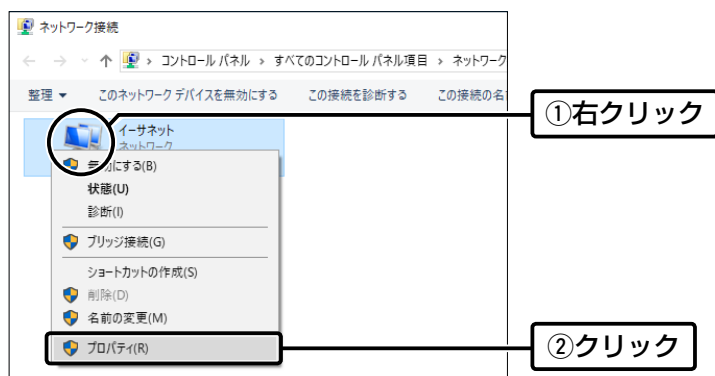 ネットワーク接続
コントロール パネル › すべてのコントロール パネル項目 › ネットワーク
整理 ▼ このネットワーク デバイスを無効にする この接続を診断する この接続の名
①右クリック
イーサネット
ネットワーク
無効にする(B)
状態(U)
診断(I)
ブリッジ接続(G)
ショートカットの作成(S)
削除(D)
名前の変更(M)
プロパティ(R)
②クリック